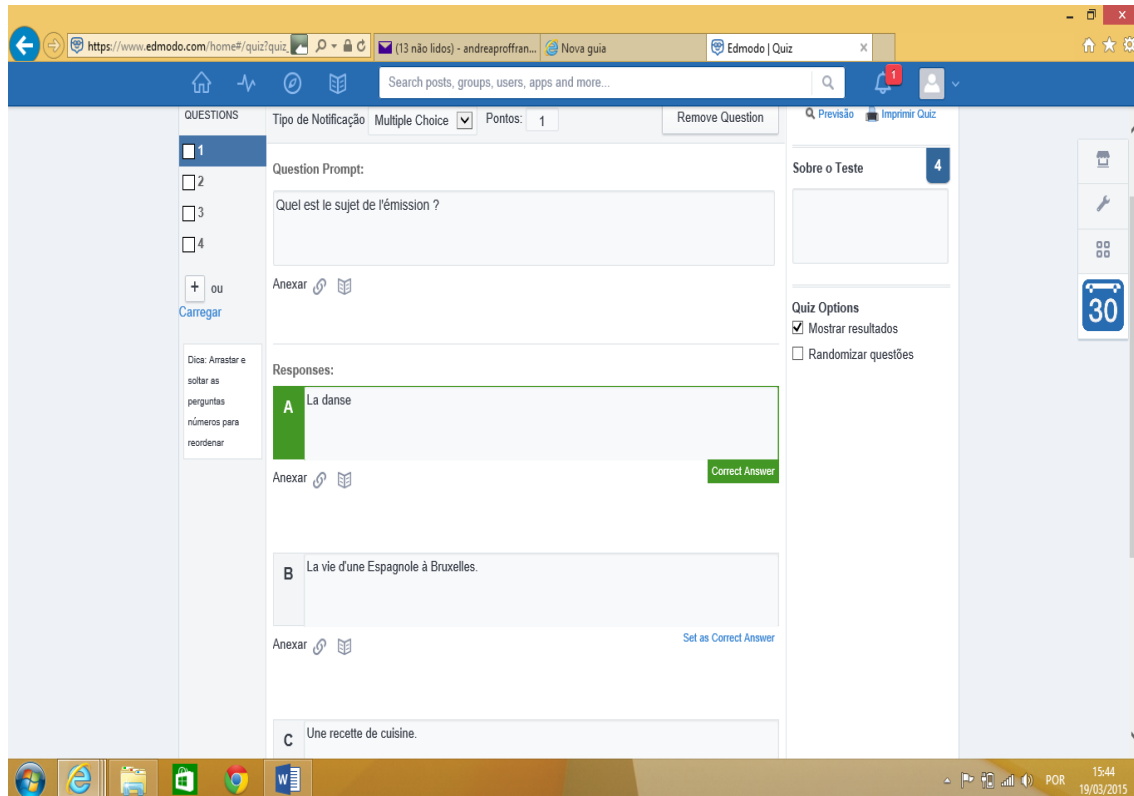 https://www.edmodo.com/home#/quiz?quiz_
(13 não lidos) - andreaproffran...
Nova guia
Edmodo | Quiz
Search posts, groups, users, apps and more...
1
QUESTIONS
Tipo de Notificação Multiple Choice Pontos: 1
Remove Question
Previsão Imprimir Quiz
1
2
3
4
+ ou
Carregar
Dica: Arrastar e
soltar as
perguntas
números para
reordenar
Question Prompt:
Quel est le sujet de l'émission ?
Anexar
Responses:
A La danse
Correct Answer
Anexar
B La vie d'une Espagnole à Bruxelles.
Set as Correct Answer
Anexar
C Une recette de cuisine.
Sobre o Teste 4
Quiz Options
Mostrar resultados
Randomizar questões
30
POR
15:44
19/03/2015